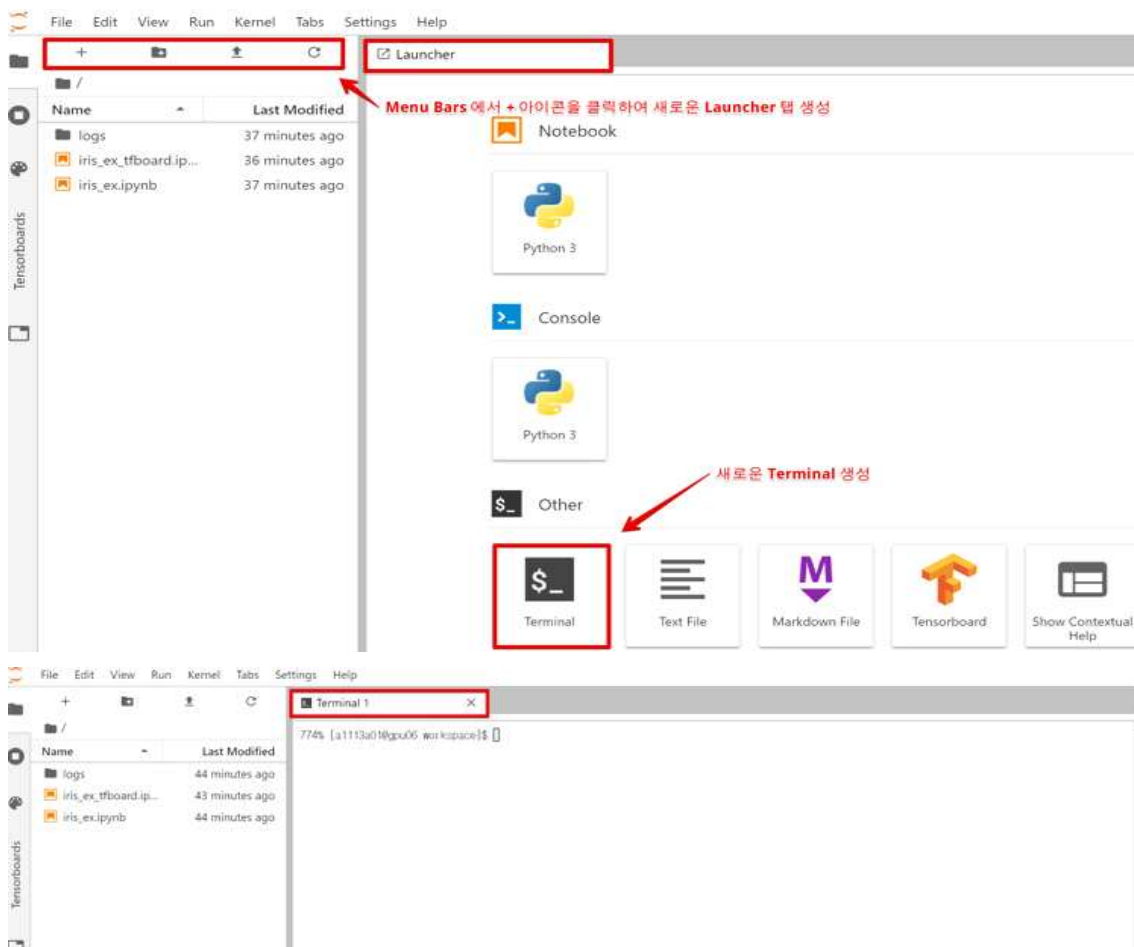 File Edit View Run Kernel Tabs Settings Help
Launcher
/
Menu Bars 에서 + 아이콘을 클릭하여 새로운 Launcher 탭 생성
Name Last Modified
Notebook
logs 37 minutes ago
iris_ex_tfboard.ip... 36 minutes ago
iris_ex.ipynb 37 minutes ago
Tensorboards
Python 3
Console
Python 3
새로운 Terminal 생성
$_ Other
$_
Terminal Text File Markdown File Tensorboard Show Contextual
Help
File Edit View Run Kernel Tabs Settings Help
Terminal 1
/
774% [a1113a01@gpu06 workspace]$
Name Last Modified
logs 44 minutes ago
iris_ex_tfboard.ip... 43 minutes ago
iris_ex.ipynb 44 minutes ago
Tensorboards